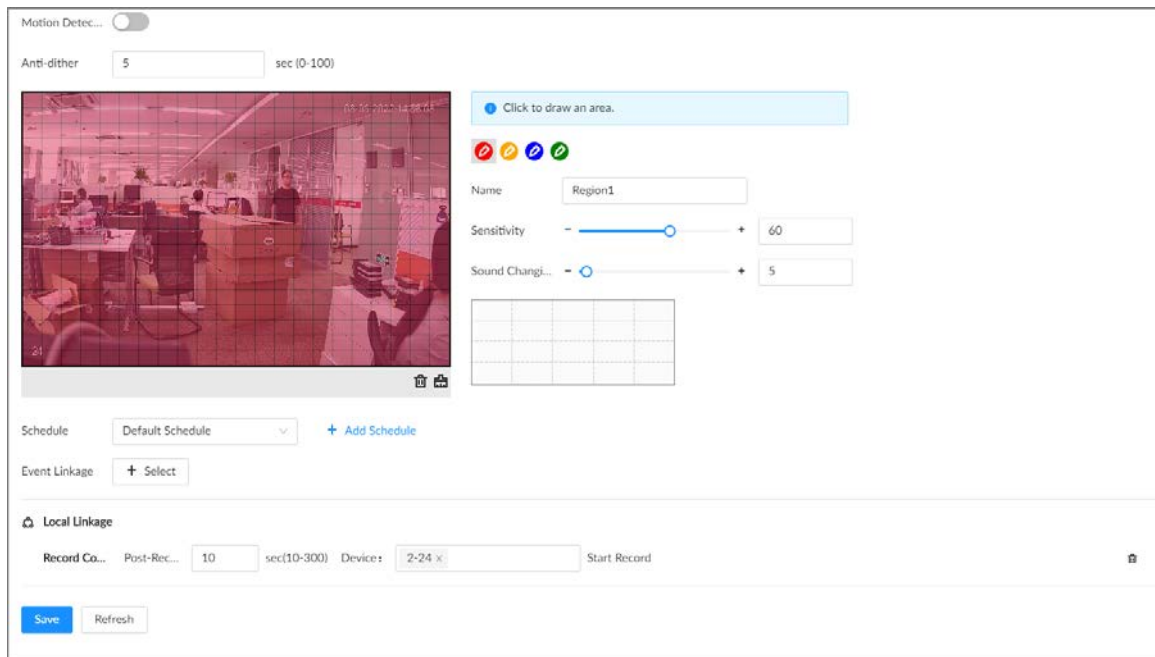 Motion Detec...
Anti-dither 5 sec (0-100)
Click to draw an area.
Name Region1
Sensitivity - + 60
Sound Changi... - + 5
24
Schedule Default Schedule + Add Schedule
Event Linkage + Select
Local Linkage
Record Co... Post-Rec... 10 sec(10-300) Device: 2-24 × Start Record
Save Refresh